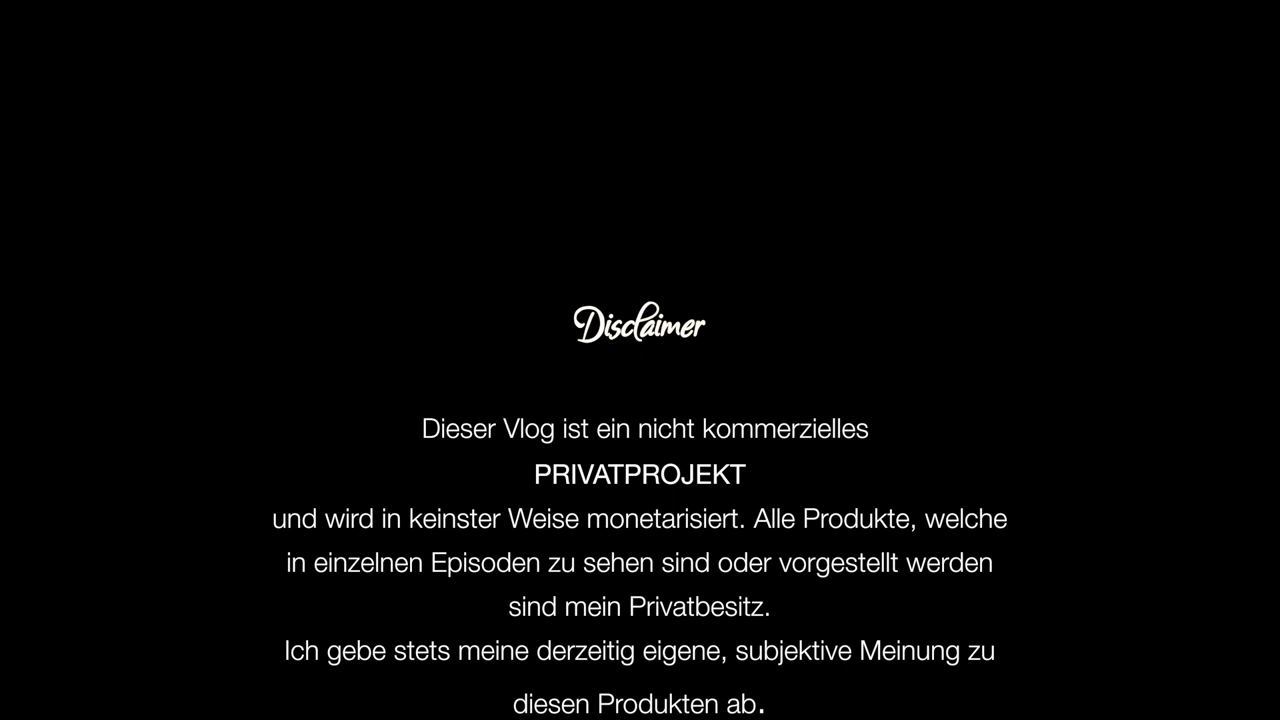 Disclaimer
Dieser Vlog ist ein nicht kommerzielles
PRIVATPROJEKT
und wird in keinster Weise monetarisiert. Alle Produkte, welche
in einzelnen Episoden zu sehen sind oder vorgestellt werden
sind mein Privatbesitz.
Ich gebe stets meine derzeitig eigene, subjektive Meinung zu
diesen Produkten ab.